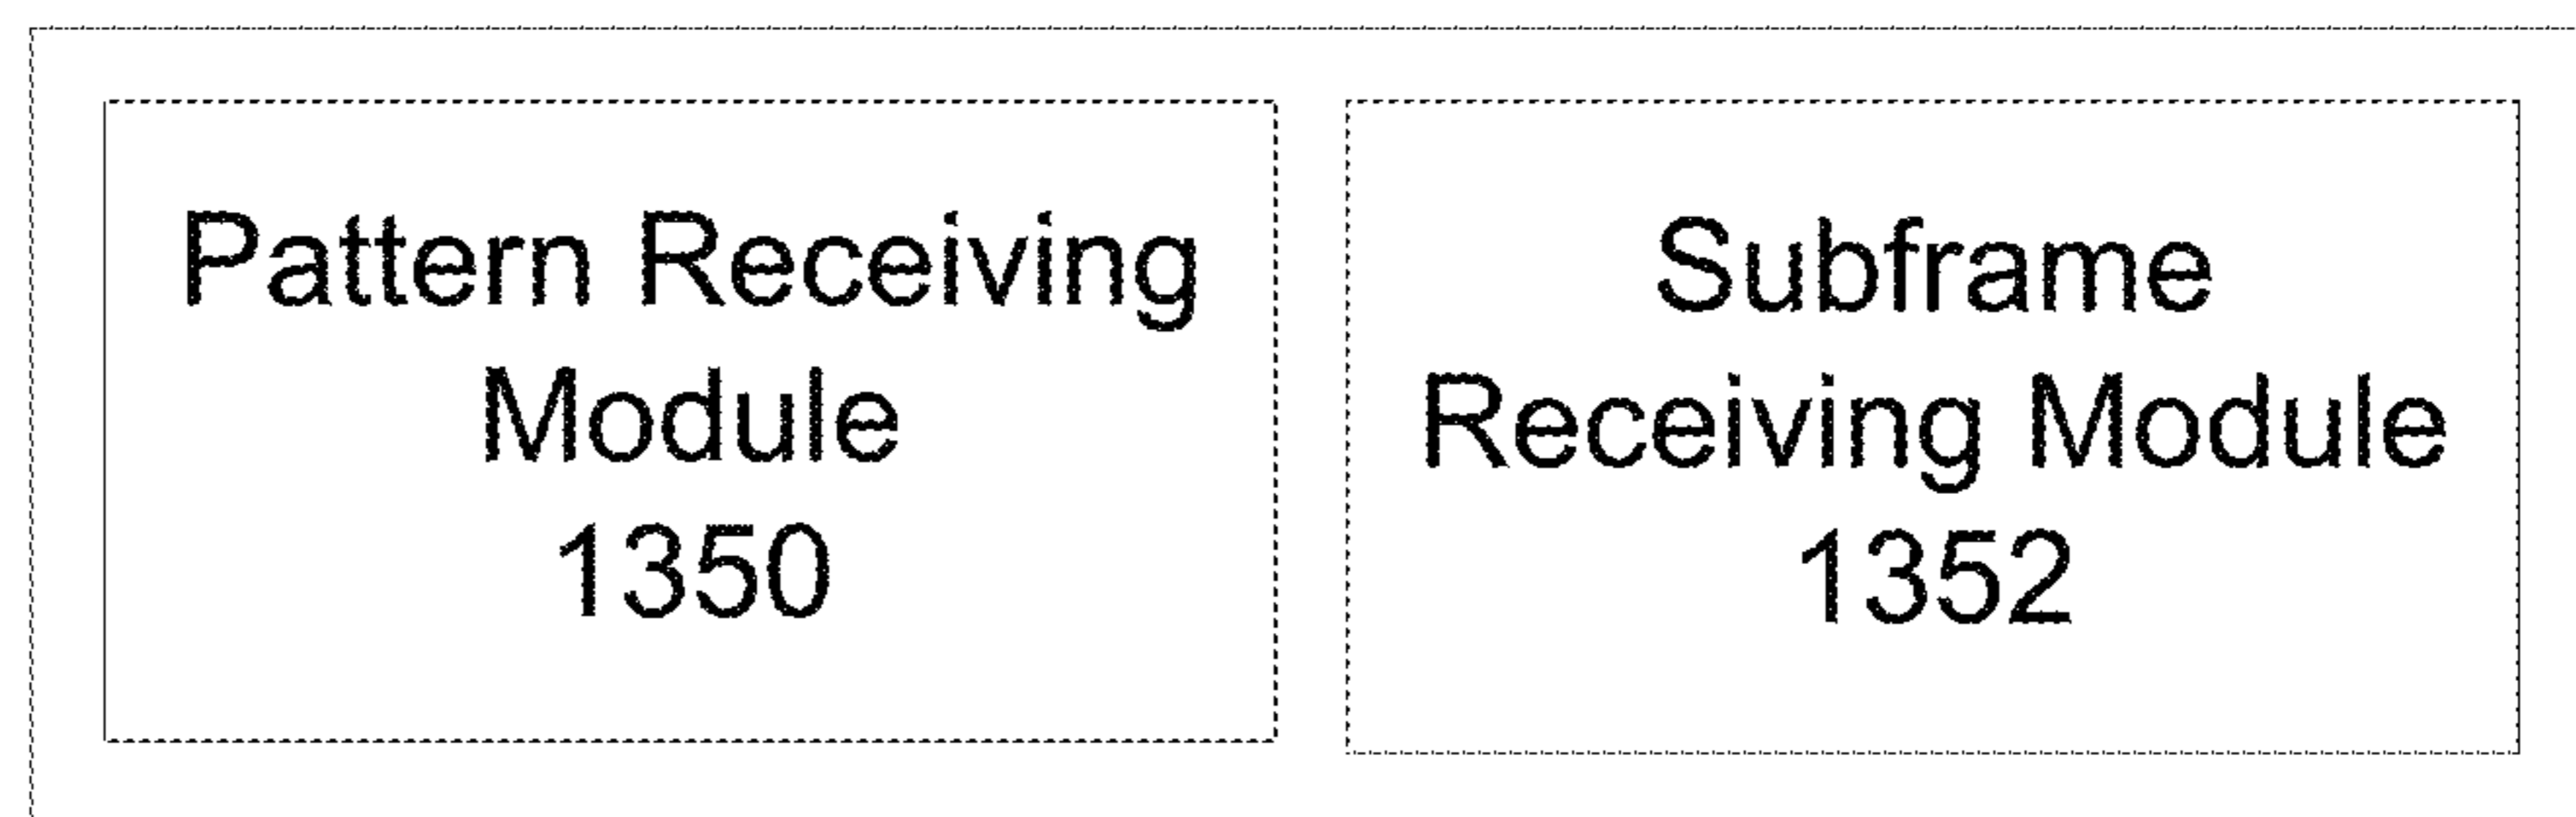 Pattern Receiving
Module
1350
Subframe
Receiving Module
1352